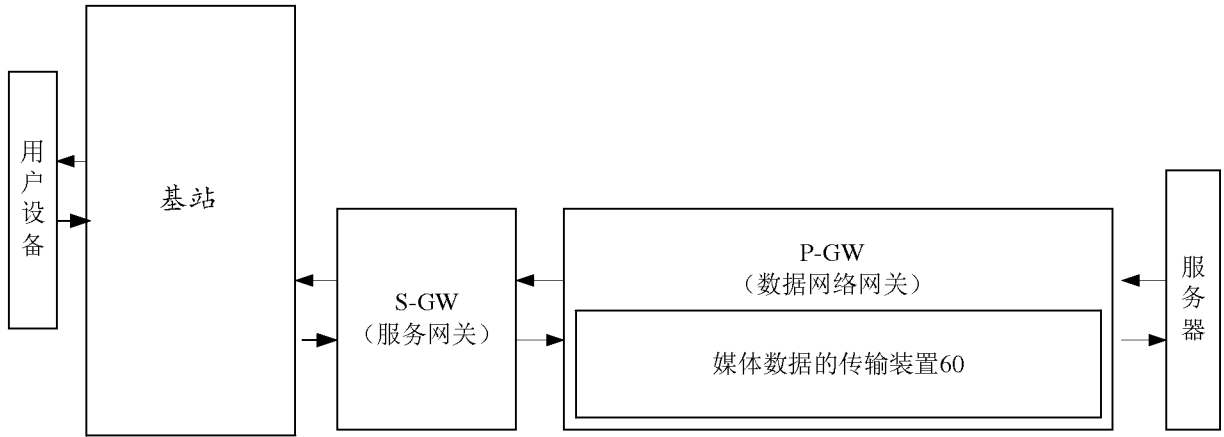 用户设备
基站
S-GW
（服务网关）
P-GW
（数据网络网关）
媒体数据的传输装置60
服务器